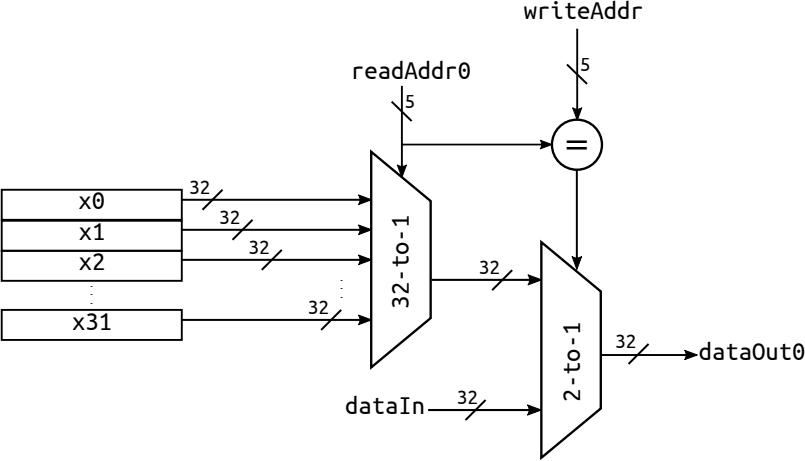 writeAddr
5
readAddr0
5
=
x0
32
x1
32
x2
32
x31
32
32-to-1
32
2-to-1
32
dataOut0
dataIn
32